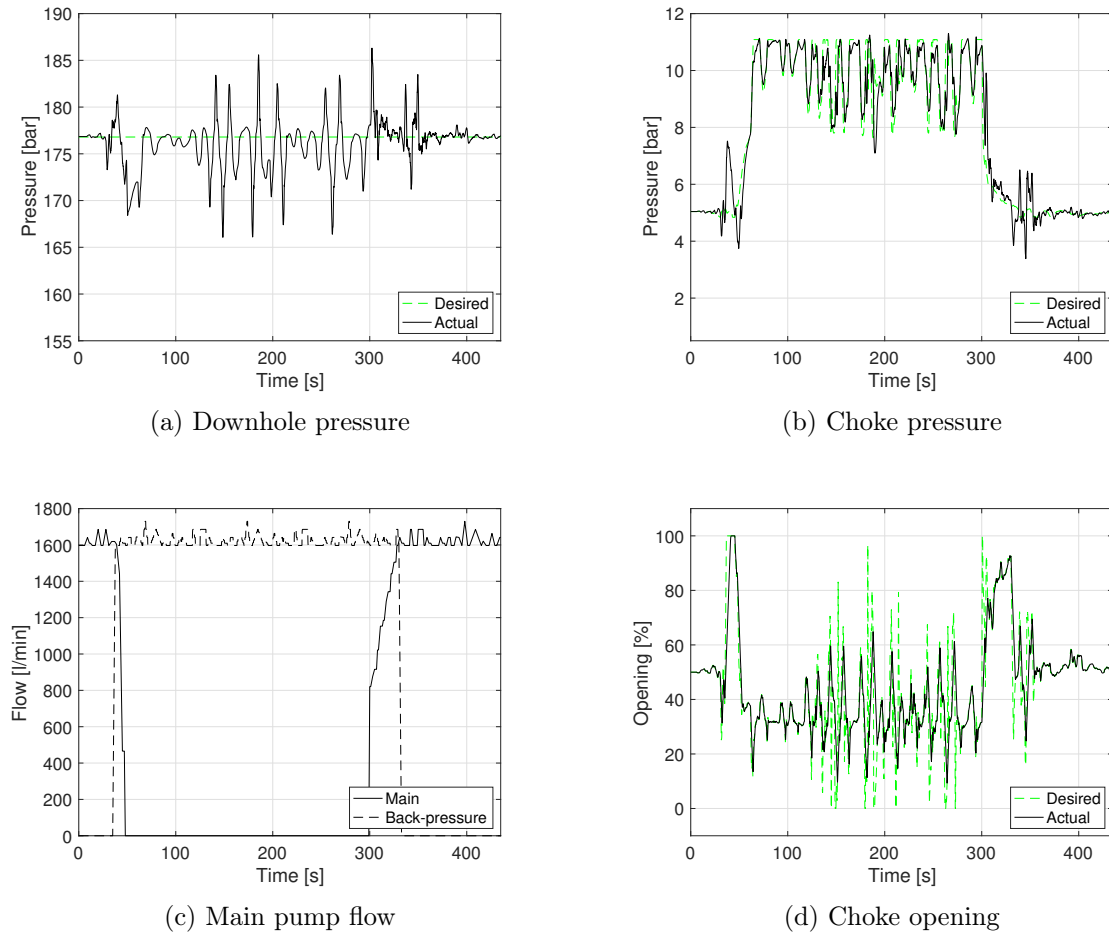 190
185
180
175
170
165
160
155
Pressure [bar]
0
100
200
300
400
Time [s]
Desired
Actual
(a) Downhole pressure
12
10
8
6
4
2
Pressure [bar]
0
100
200
300
400
Time [s]
Desired
Actual
(b) Choke pressure
1800
1600
1400
1200
1000
800
600
400
200
0
Flow [l/min]
0
100
200
300
400
Time [s]
Main
Back-pressure
(c) Main pump flow
100
80
60
40
20
0
Opening [%]
0
100
200
300
400
Time [s]
Desired
Actual
(d) Choke opening